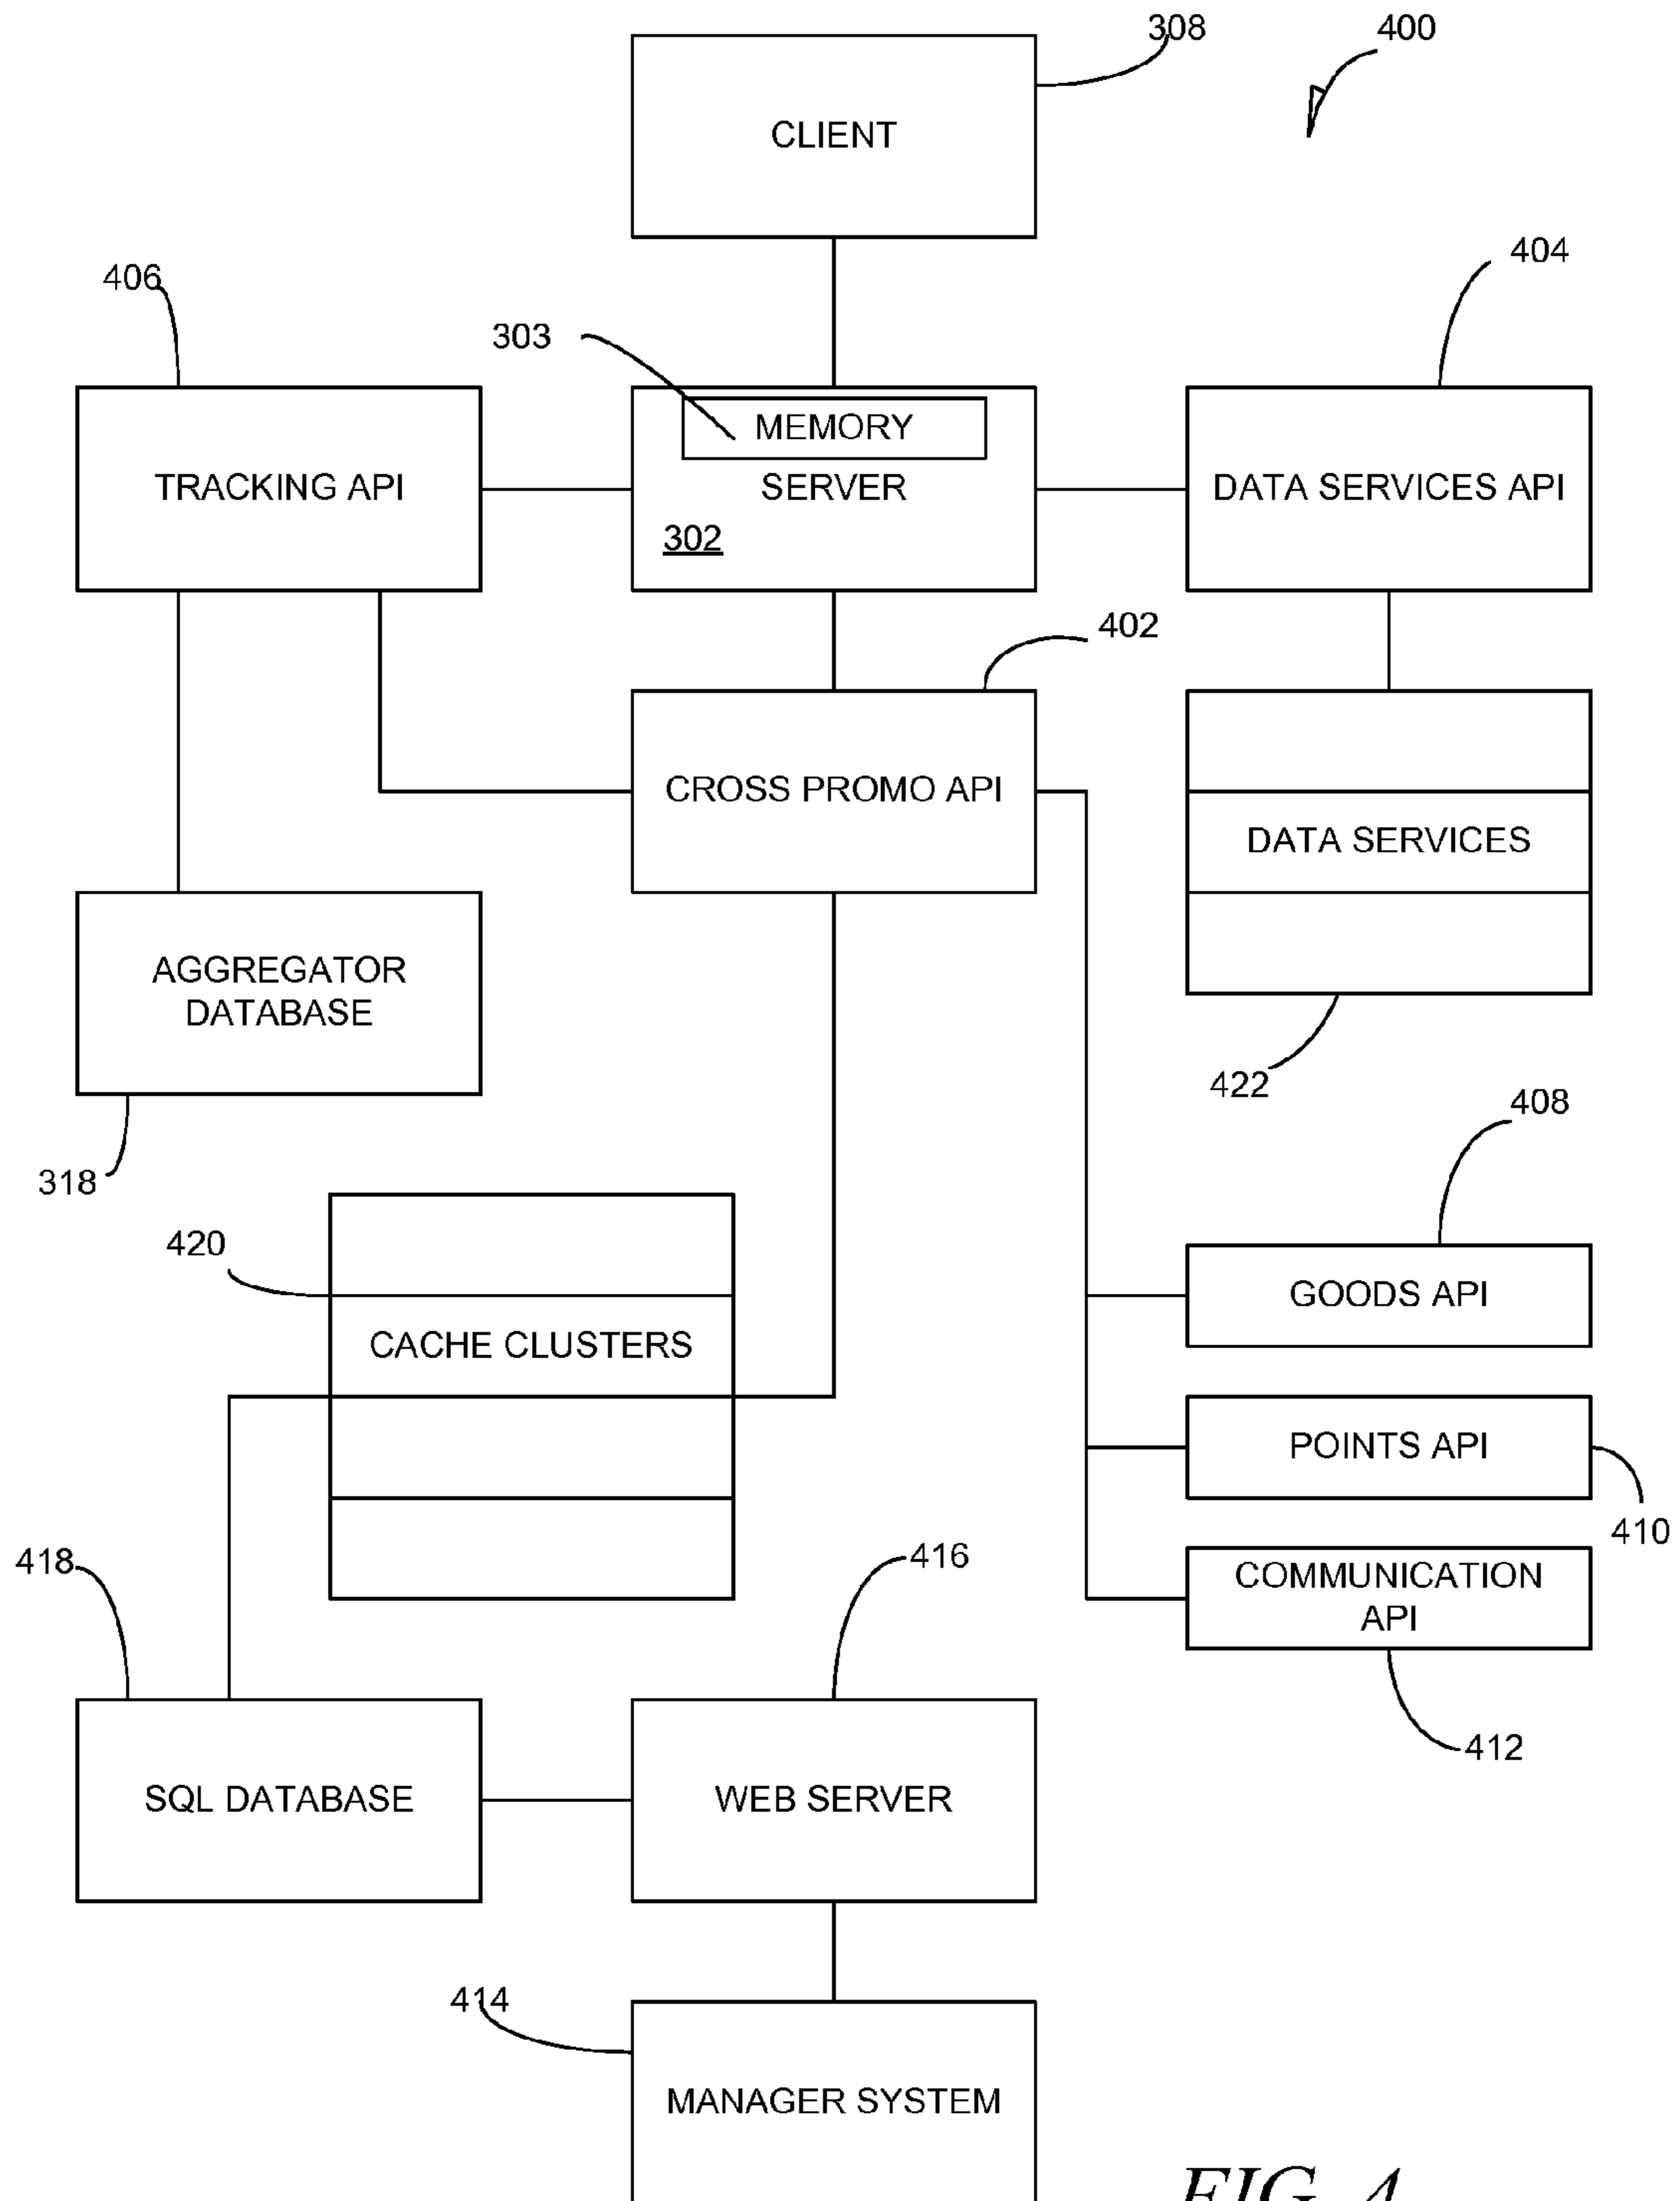 308
400
CLIENT
406
404
303
MEMORY
TRACKING API
SERVER
DATA SERVICES API
302
402
CROSS PROMO API
DATA SERVICES
AGGREGATOR
DATABASE
422
408
318
420
GOODS API
CACHE CLUSTERS
POINTS API
410
418
416
COMMUNICATION
API
412
SQL DATABASE
WEB SERVER
414
MANAGER SYSTEM
FIG. 4